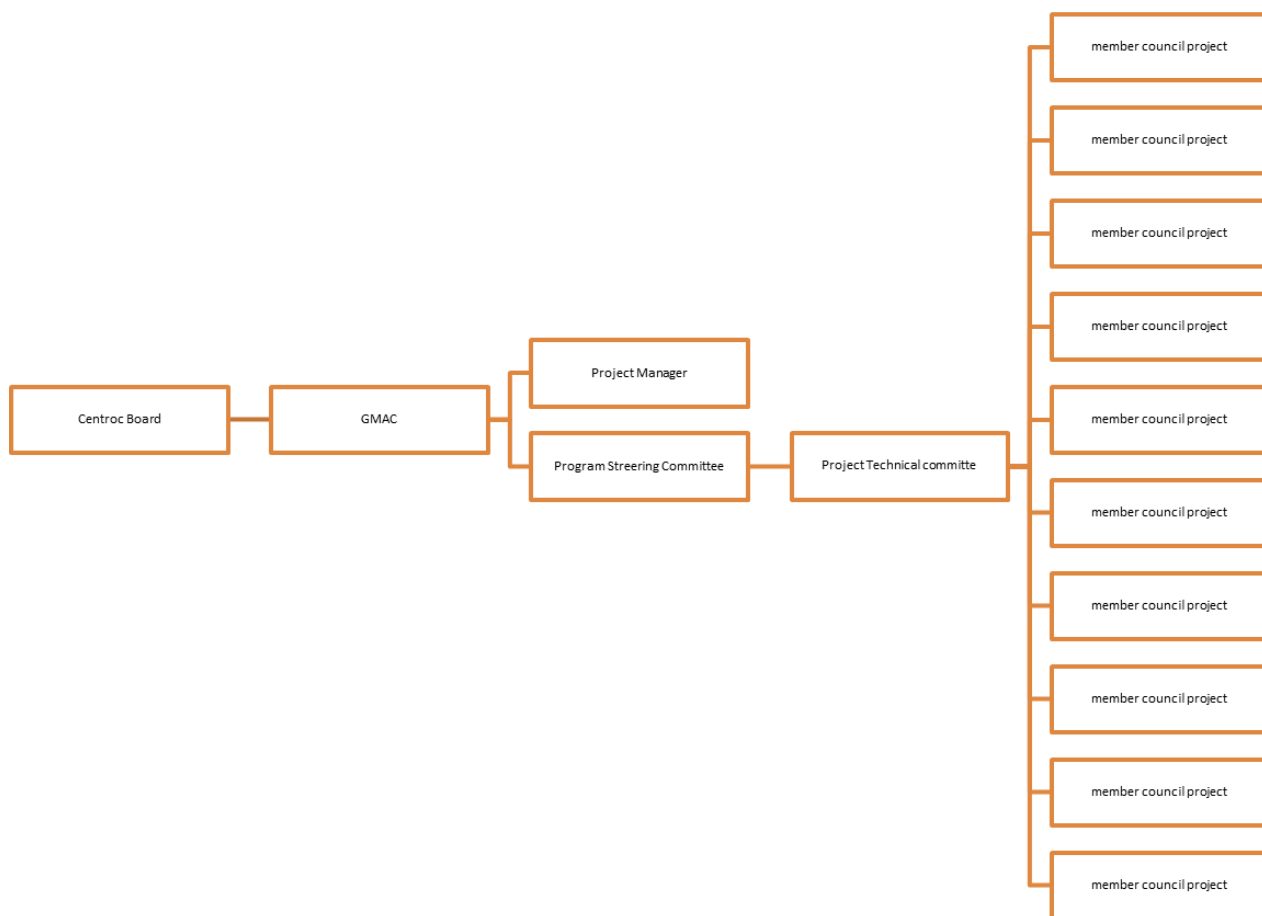 Centroc Board
GMAC
Project Manager
Program Streering Committee
Project Technical committe
member council project
member council project
member council project
member council project
member council project
member council project
member council project
member council project
member council project
member council project